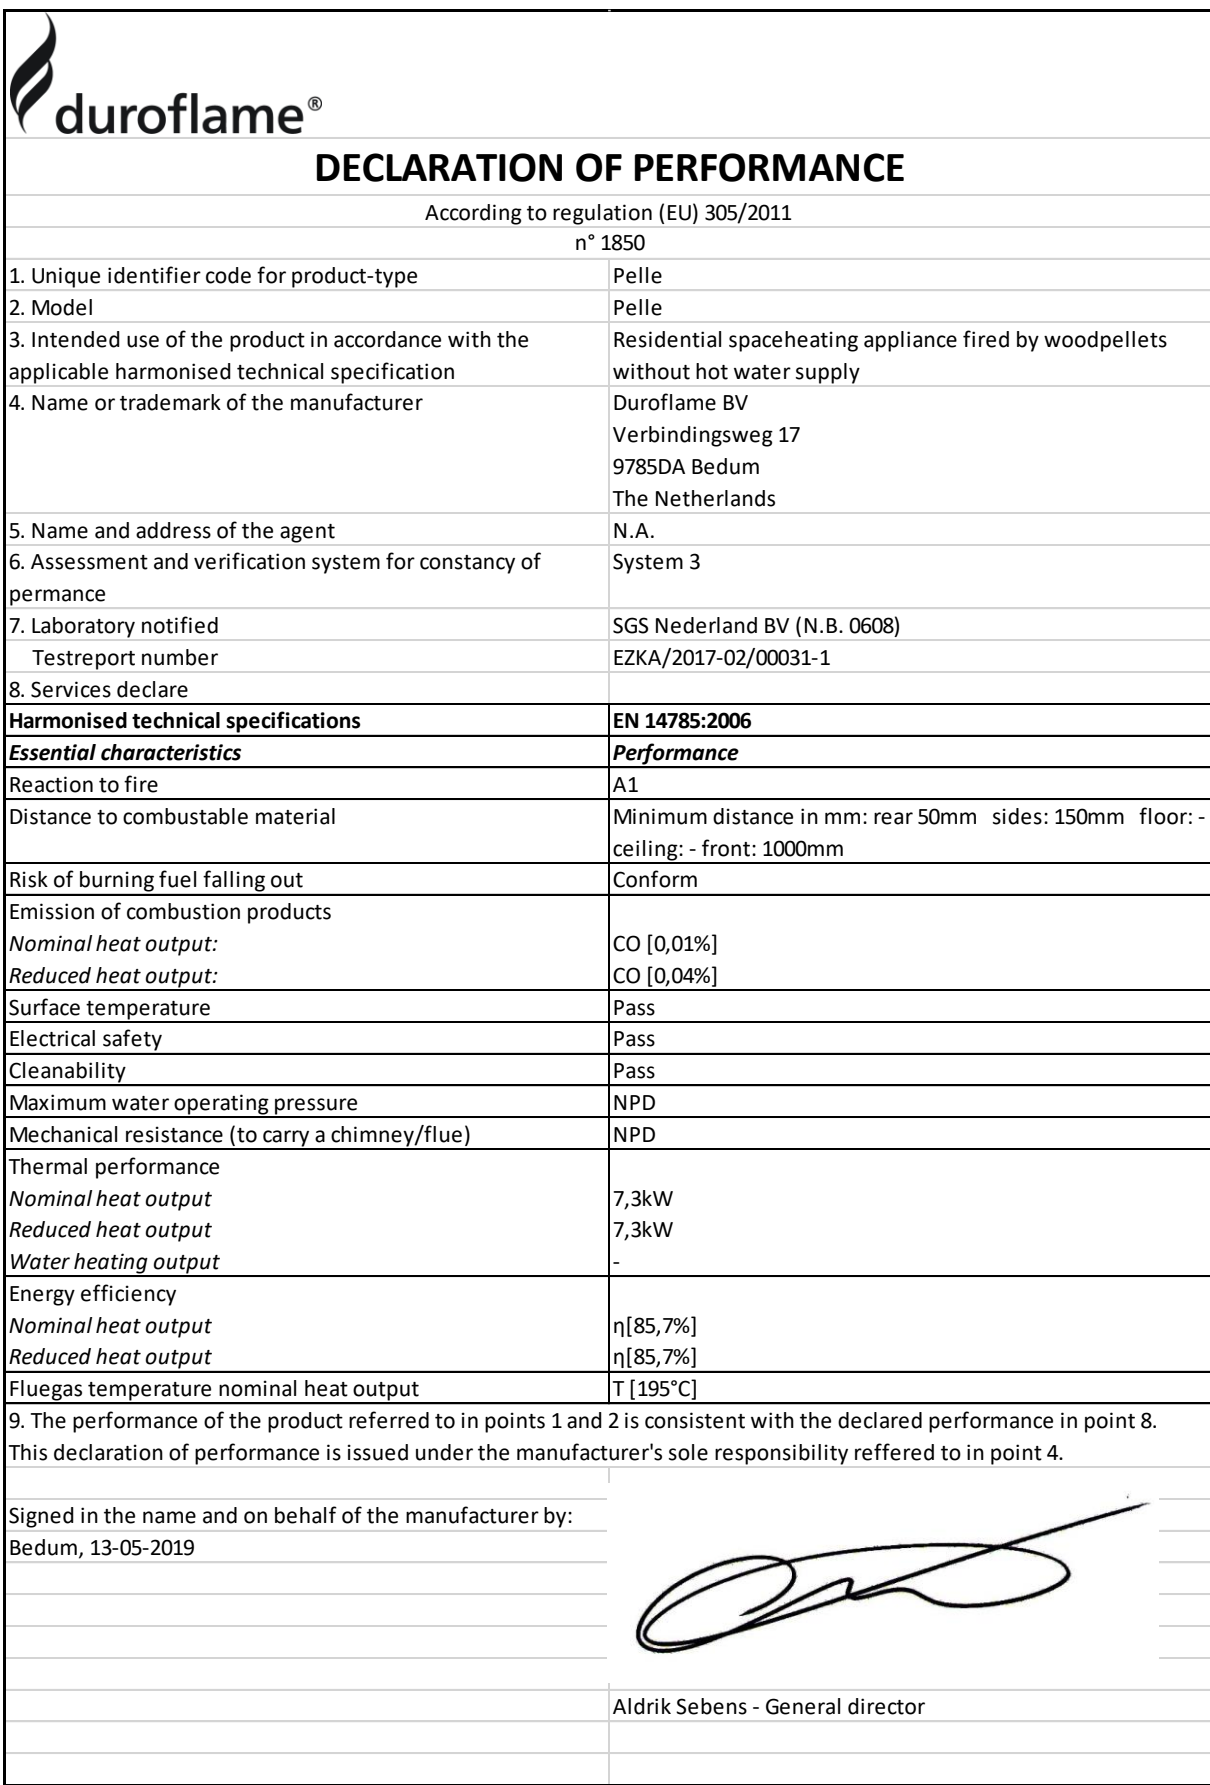 duroflame®
DECLARATION OF PERFORMANCE
According to regulation (EU) 305/2011
n° 1850
1. Unique identifier code for product-type Pelle
2. Model Pelle
3. Intended use of the product in accordance with the Residential spaceheating appliance fired by woodpellets
applicable harmonised technical specification without hot water supply
4. Name or trademark of the manufacturer Duroflame BV
Verbindingsweg 17
9785DA Bedum
The Netherlands
5. Name and address of the agent N.A.
6. Assessment and verification system for constancy of System 3
permance
7. Laboratory notified SGS Nederland BV (N.B. 0608)
Testreport number EZKA/2017-02/00031-1
8. Services declare
Harmonised technical specifications EN 14785:2006
Essential characteristics Performance
Reaction to fire A1
Distance to combustable material Minimum distance in mm: rear 50mm sides: 150mm floor: -
ceiling: - front: 1000mm
Risk of burning fuel falling out Conform
Emission of combustion products
Nominal heat output: CO [0,01%]
Reduced heat output: CO [0,04%]
Surface temperature Pass
Electrical safety Pass
Cleanability Pass
Maximum water operating pressure NPD
Mechanical resistance (to carry a chimney/flue) NPD
Thermal performance
Nominal heat output 7,3kW
Reduced heat output 7,3kW
Water heating output -
Energy efficiency
Nominal heat output η[85,7%]
Reduced heat output η[85,7%]
Fluegas temperature nominal heat output T [195°C]
9. The performance of the product referred to in points 1 and 2 is consistent with the declared performance in point 8.
This declaration of performance is issued under the manufacturer's sole responsibility reffered to in point 4.
Signed in the name and on behalf of the manufacturer by:
Bedum, 13-05-2019
Aldrik Sebens - General director